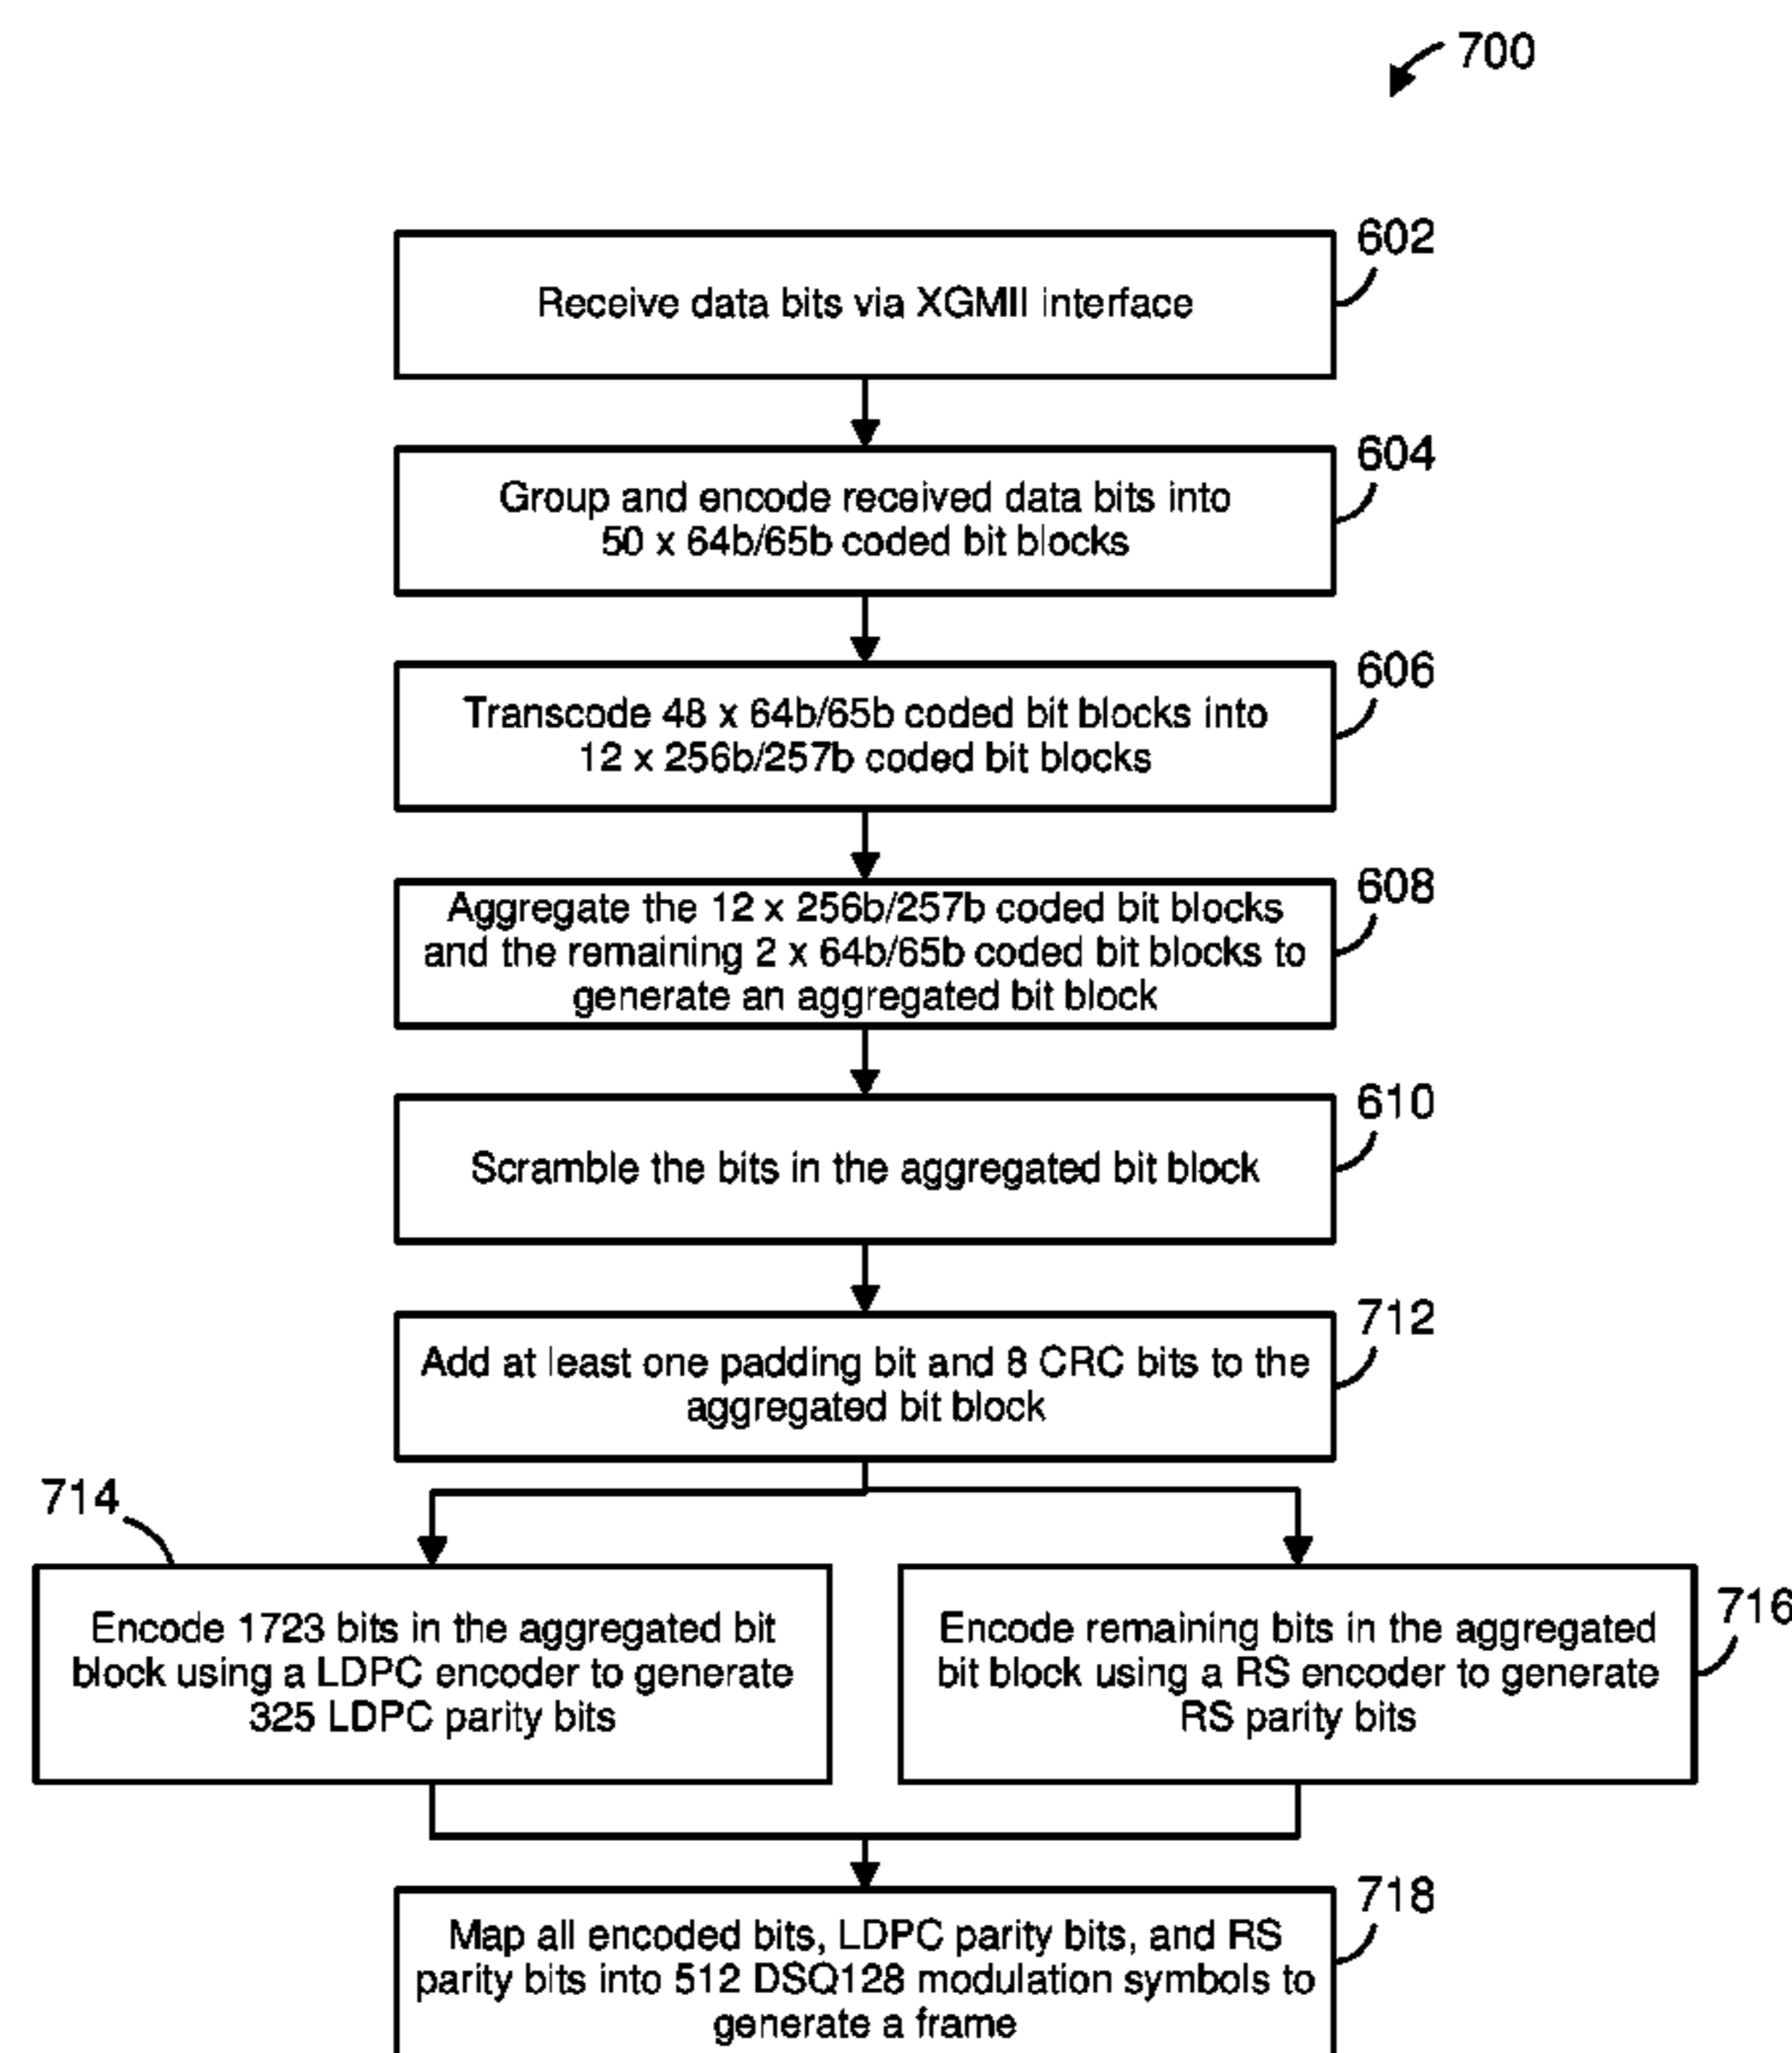 700
602
Receive data bits via XGMII interface
604
Group and encode received data bits into
50 x 64b/65b coded bit blocks
606
Transcode 48 x 64b/65b coded bit blocks into
12 x 256b/257b coded bit blocks
608
Aggregate the 12 x 256b/257b coded bit blocks
and the remaining 2 x 64b/65b coded bit blocks to
generate an aggregated bit block
610
Scramble the bits in the aggregated bit block
712
Add at least one padding bit and 8 CRC bits to the
aggregated bit block
714
Encode 1723 bits in the aggregated bit
block using a LDPC encoder to generate
325 LDPC parity bits
716
Encode remaining bits in the aggregated
bit block using a RS encoder to generate
RS parity bits
718
Map all encoded bits, LDPC parity bits, and RS
parity bits into 512 DSQ128 modulation symbols to
generate a frame